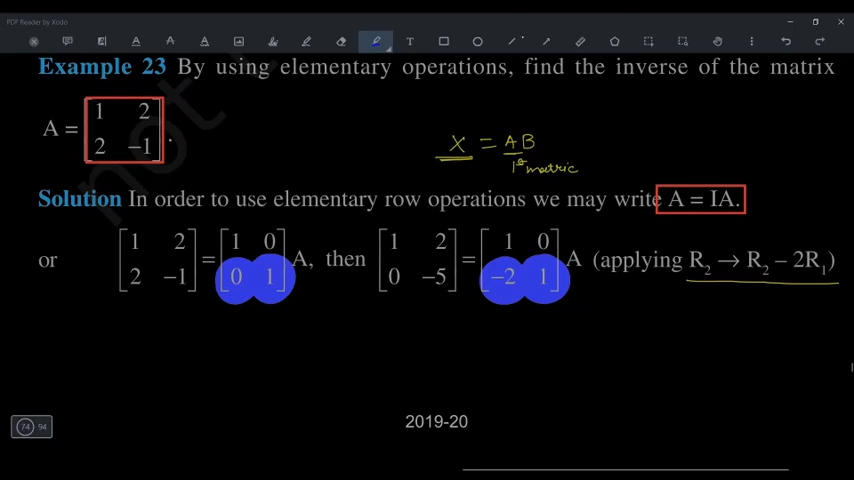 PDF Reader by Xodo
Example 23 By using elementary operations, find the inverse of the matrix
A = [1 2
2 –1].
X = AB
1st matric
Solution In order to use elementary row operations we may write A = IA.
or [1 2; 2 –1] = [1 0; 0 1] A, then [1 2; 0 –5] = [1 0; –2 1] A (applying R₂ → R₂ – 2R₁)
74 94
2019-20